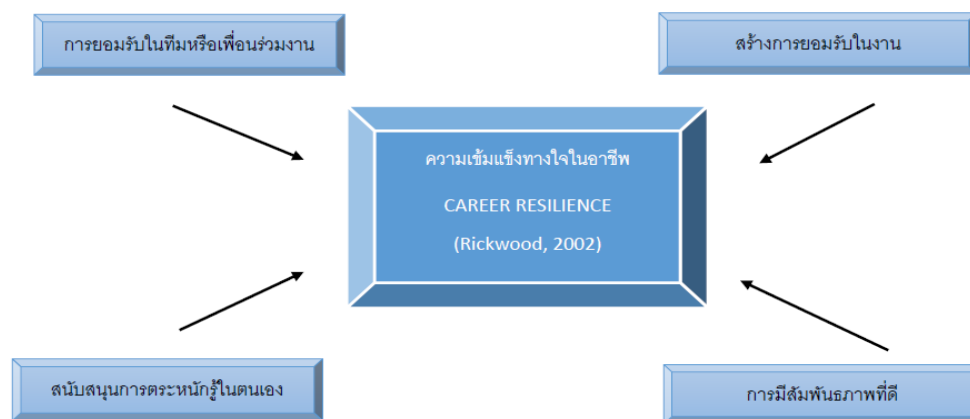 การยอมรับในทีมหรือเพื่อนร่วมงาน
สร้างการยอมรับในงาน
ความเข้มแข็งทางใจในอาชีพ
CAREER RESILIENCE
(Rickwood, 2002)
สนับสนุนการตระหนักรู้ในตนเอง
การมีสัมพันธภาพที่ดี